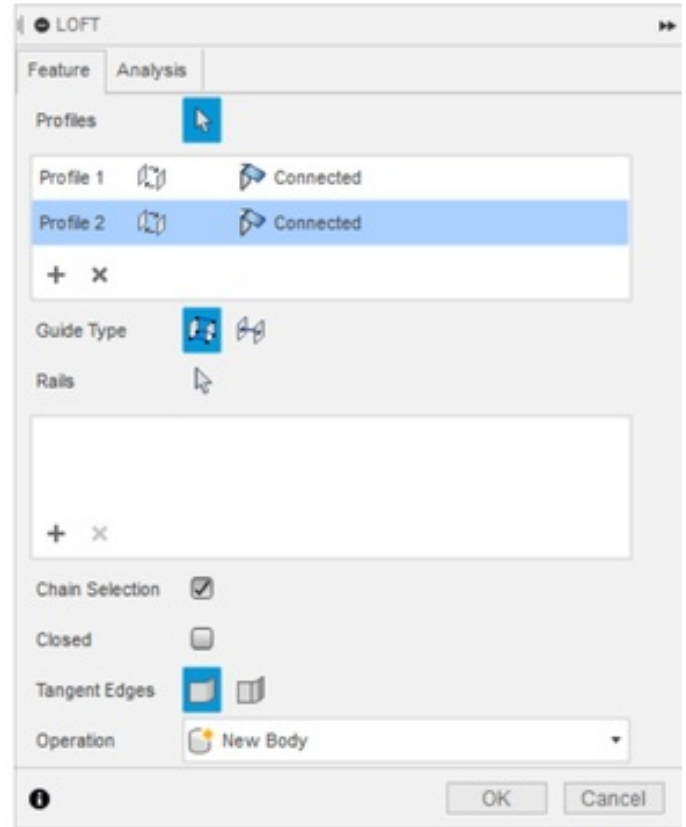 LOFT
Feature Analysis
Profiles
Profile 1 Connected
Profile 2 Connected
Guide Type
Rails
Chain Selection
Closed
Tangent Edges
Operation New Body
OK Cancel